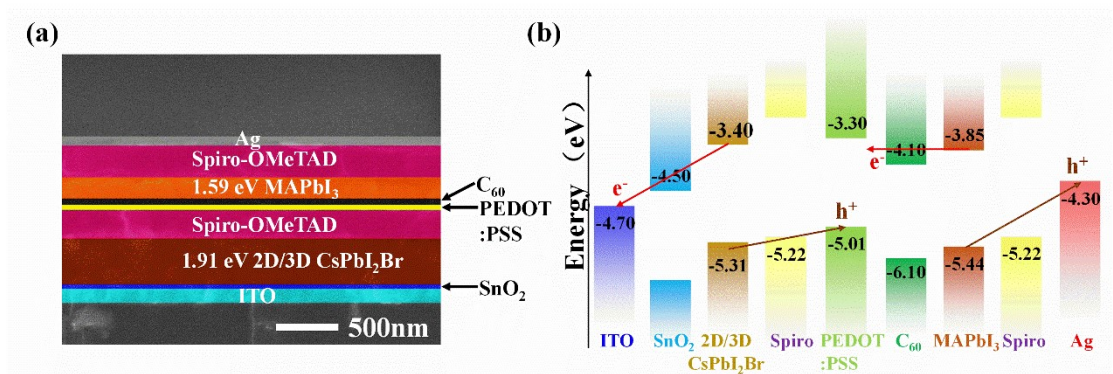 (a)
Ag
Spiro-OMeTAD
1.59 eV MAPbI₃
C₆₀
PEDOT
:PSS
Spiro-OMeTAD
1.91 eV 2D/3D CsPbI₂Br
SnO₂
ITO
500nm
(b)
Energy (eV)
-3.40
-3.30
-3.85
-4.10
-4.50
e⁻
e⁻
h⁺
h⁺
-4.70
-4.30
-5.31
-5.22
-5.01
-6.10
-5.44
-5.22
ITO SnO₂ 2D/3D Spiro PEDOT C₆₀ MAPbI₃ Spiro Ag
CsPbI₂Br :PSS